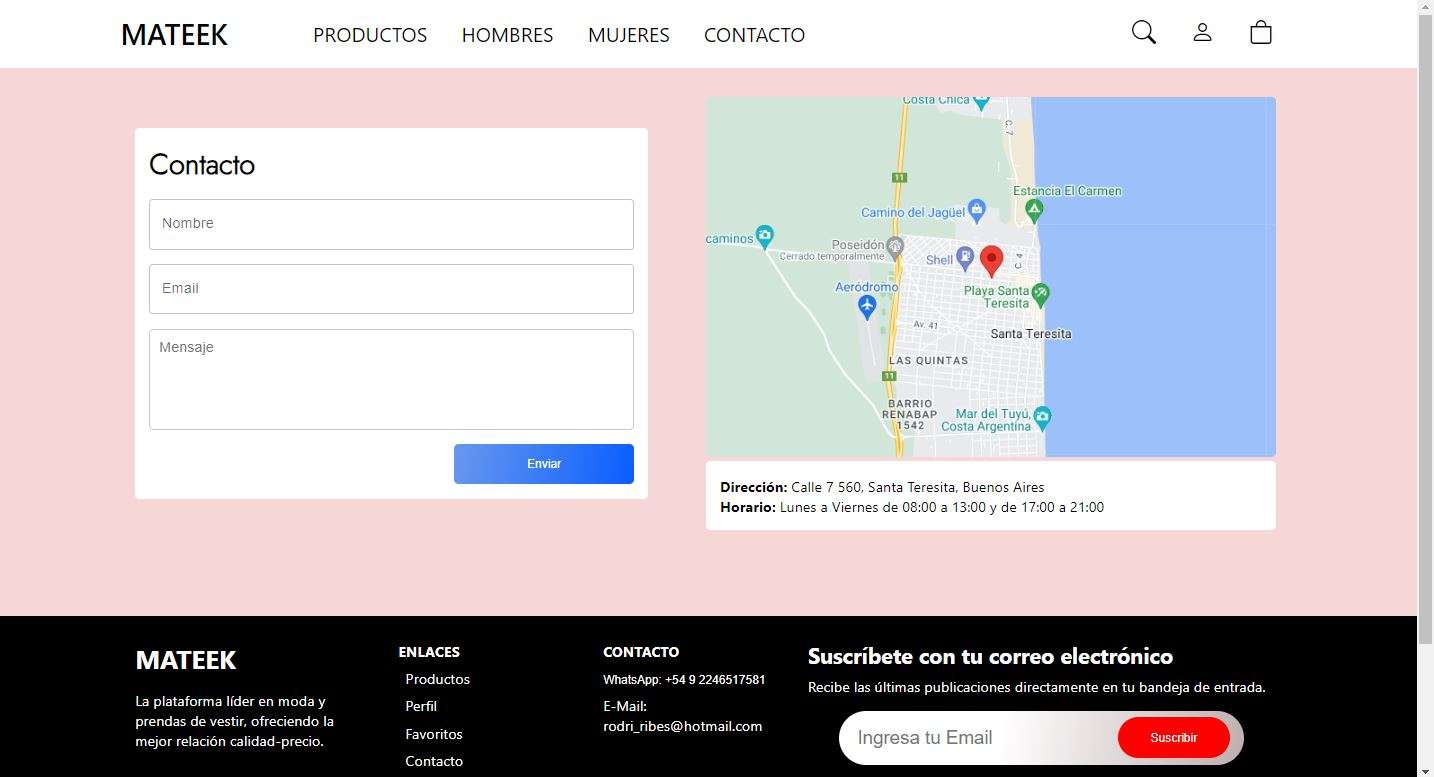 MATEEK
PRODUCTOS
HOMBRES
MUJERES
CONTACTO
Contacto
Nombre
Email
Mensaje
Enviar
Costa Chica
C. 7
11
Estancia El Carmen
Camino del Jagüel
caminos
Poseidón
Cerrado temporalmente
Shell
C. 4
Aeródromo
Playa Santa
Teresita
Av. 41
Santa Teresita
LAS QUINTAS
11
BARRIO
RENABAP
1542
Mar del Tuyú,
Costa Argentina
Dirección: Calle 7 560, Santa Teresita, Buenos Aires
Horario: Lunes a Viernes de 08:00 a 13:00 y de 17:00 a 21:00
MATEEK
La plataforma líder en moda y
prendas de vestir, ofreciendo la
mejor relación calidad-precio.
ENLACES
Productos
Perfil
Favoritos
Contacto
CONTACTO
WhatsApp: +54 9 2246517581
E-Mail:
rodri_ribes@hotmail.com
Suscríbete con tu correo electrónico
Recibe las últimas publicaciones directamente en tu bandeja de entrada.
Ingresa tu Email
Suscribir